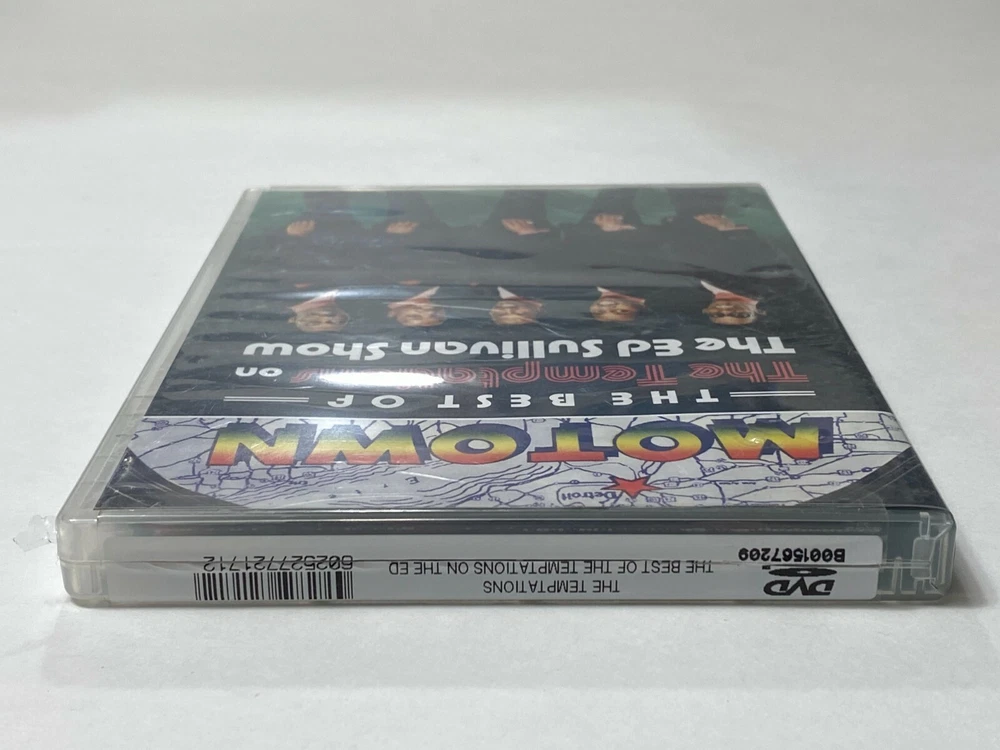 Detroit
MOTOWN
THE BEST OF
The Temptations on
The Ed Sullivan Show
DVD
THE TEMPTATIONS
THE BEST OF THE TEMPTATIONS ON THE ED
B001567209
602527721712